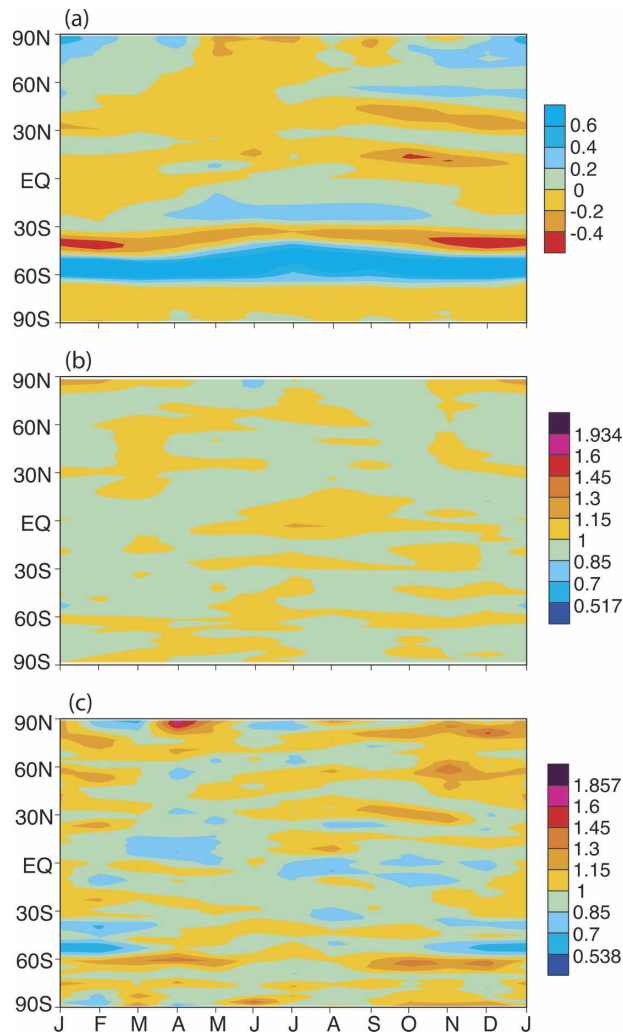 (a)
90N
60N
30N
EQ
30S
60S
90S
J F M A M J J A S O N D J
0.6
0.4
0.2
0
-0.2
-0.4
(b)
90N
60N
30N
EQ
30S
60S
90S
1.934
1.6
1.45
1.3
1.15
1
0.85
0.7
0.517
(c)
90N
60N
30N
EQ
30S
60S
90S
J F M A M J J A S O N D J
1.857
1.6
1.45
1.3
1.15
1
0.85
0.7
0.538